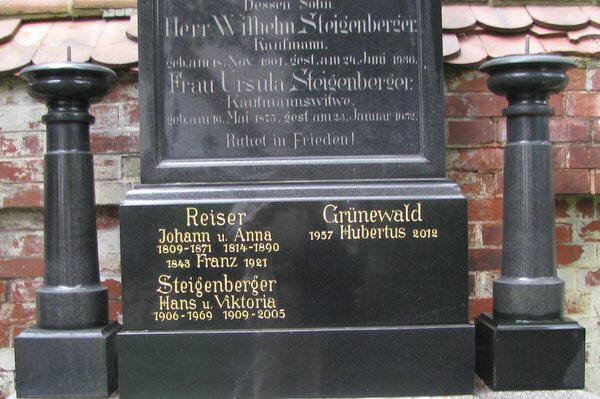 Dessen Sohn
Herr Wilhelm Steigenberger.
Kaufmann.
geb. am 18. Nov. 1901. gest. am 24. Juni 1936.
Frau Ursula Steigenberger.
Kaufmannswitwe.
geb. am 16. Mai 1875. gest. am 23. Januar 1952.
Ruhet in Frieden!
Reiser
Johann u. Anna
1809-1871 1814-1890
1843 Franz 1921
Steigenberger
Hans u. Viktoria
1906-1969 1909-2005
Grünewald
1957 Hubertus 2012